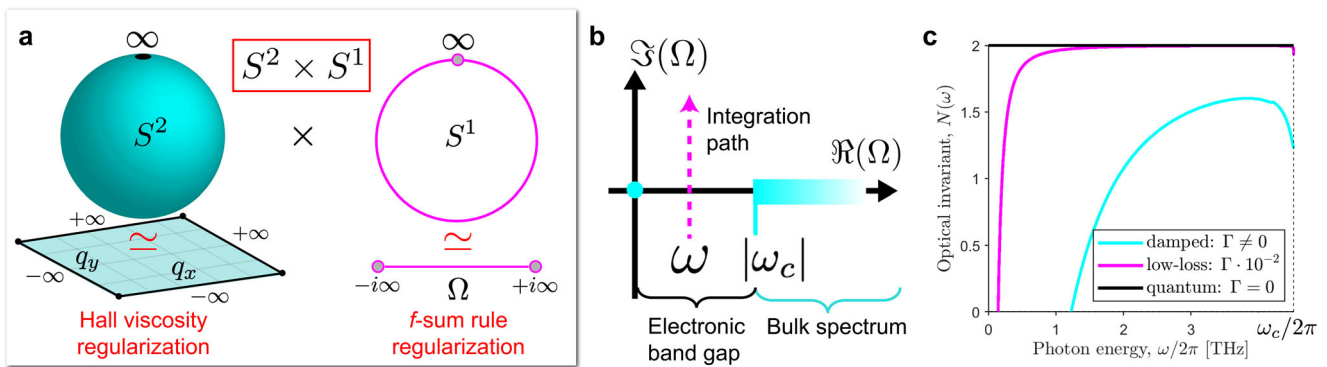 a
∞
S² × S¹
∞
S²
×
S¹
+∞
≃
+∞
≃
q_y
q_x
−∞
−∞
−i∞
Ω
+i∞
Hall viscosity
regularization
f-sum rule
regularization
b
ℑ(Ω)
Integration
path
ℜ(Ω)
ω
|ω_c|
Electronic
band gap
Bulk spectrum
c
Optical invariant, N(ω)
2
1.5
1
0.5
0
damped: Γ ≠ 0
low-loss: Γ · 10⁻²
quantum: Γ = 0
0
1
2
3
ω_c/2π
Photon energy, ω/2π [THz]